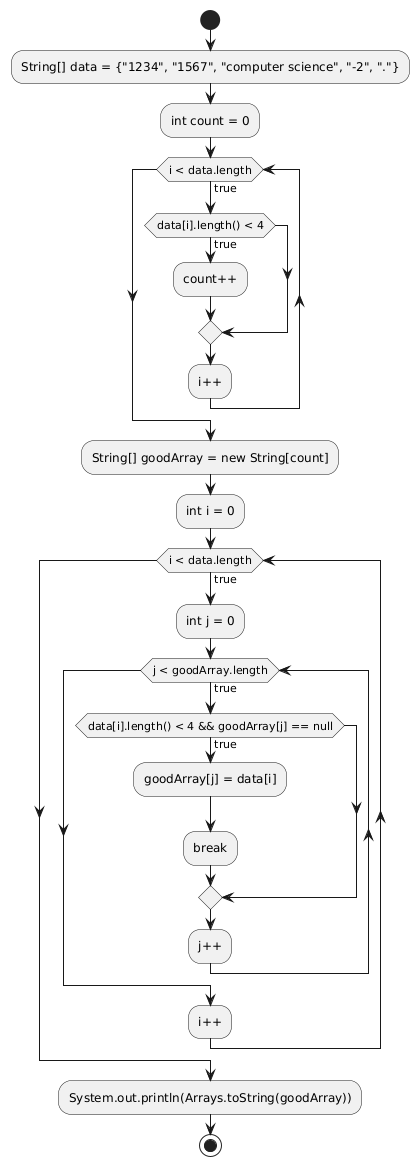 String[] data = {"1234", "1567", "computer science", "-2", "."}
int count = 0
i < data.length
true
data[i].length() < 4
true
count++
i++
String[] goodArray = new String[count]
int i = 0
i < data.length
true
int j = 0
j < goodArray.length
true
data[i].length() < 4 && goodArray[j] == null
true
goodArray[j] = data[i]
break
j++
i++
System.out.println(Arrays.toString(goodArray))